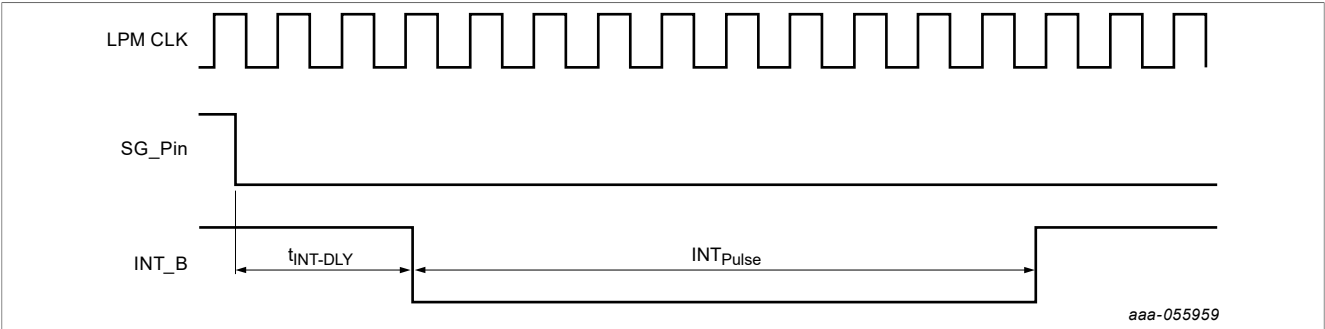 LPM CLK
SG_Pin
INT_B
tINT-DLY
INTPulse
aaa-055959